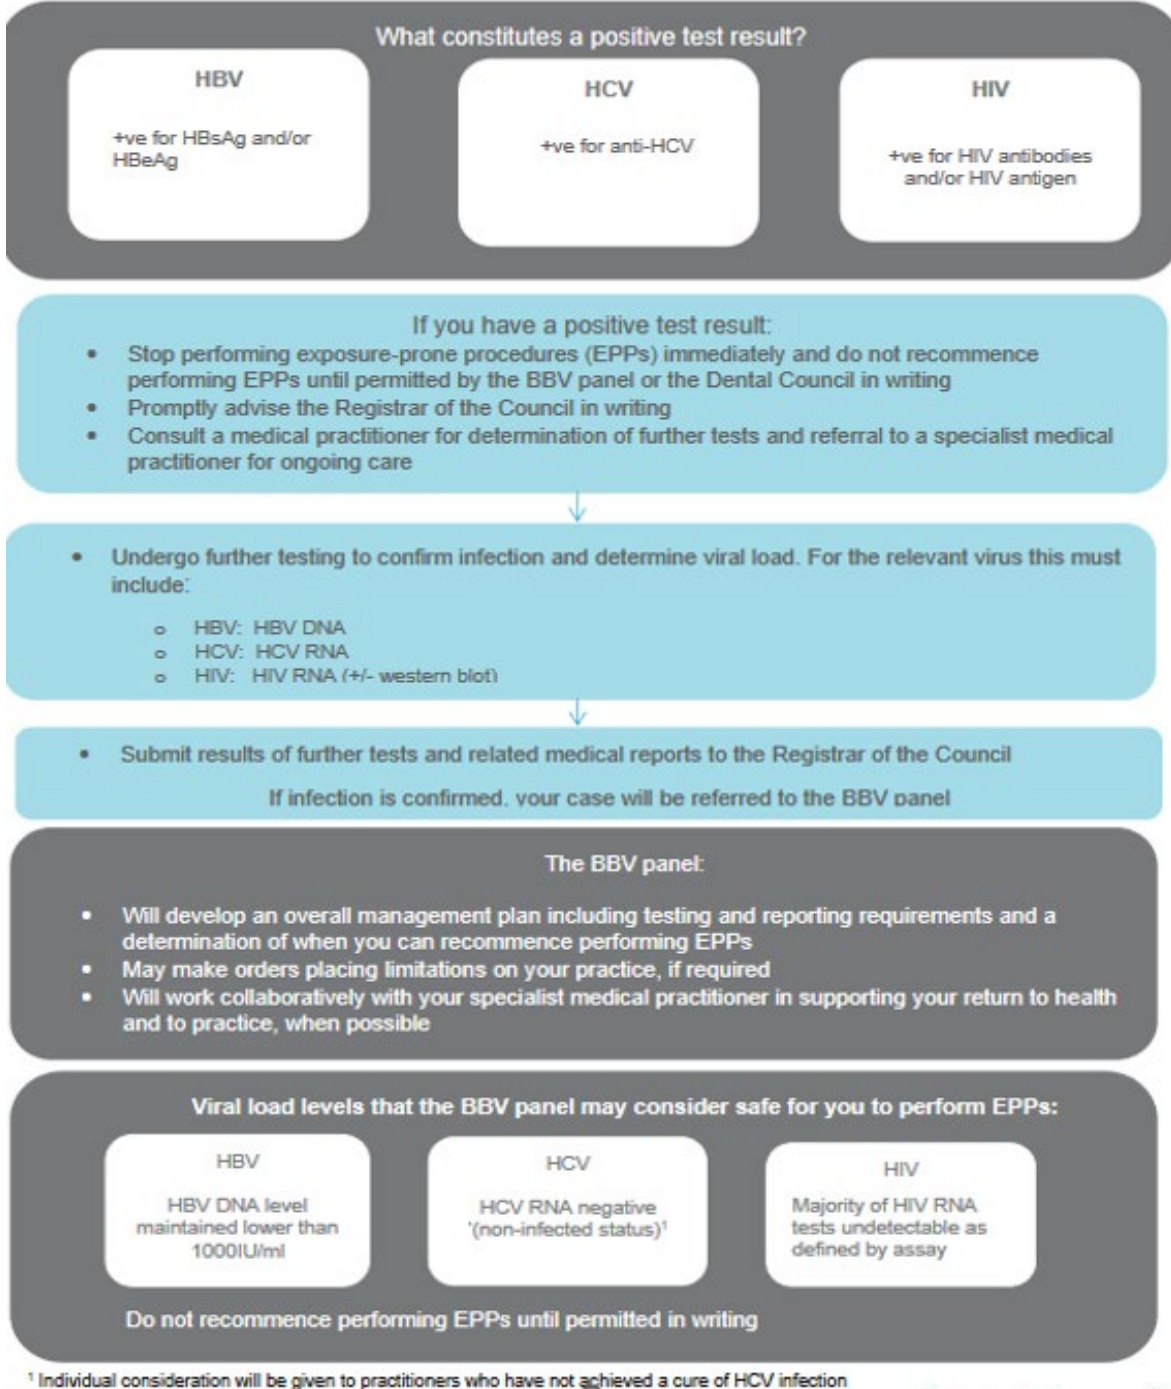 What constitutes a positive test result?
HBV
+ve for HBsAg and/or
HBeAg
HCV
+ve for anti-HCV
HIV
+ve for HIV antibodies
and/or HIV antigen
If you have a positive test result:
• Stop performing exposure-prone procedures (EPPs) immediately and do not recommence
performing EPPs until permitted by the BBV panel or the Dental Council in writing
• Promptly advise the Registrar of the Council in writing
• Consult a medical practitioner for determination of further tests and referral to a specialist medical
practitioner for ongoing care
• Undergo further testing to confirm infection and determine viral load. For the relevant virus this must
include:
o HBV: HBV DNA
o HCV: HCV RNA
o HIV: HIV RNA (+/- western blot)
• Submit results of further tests and related medical reports to the Registrar of the Council
If infection is confirmed, your case will be referred to the BBV panel
The BBV panel:
• Will develop an overall management plan including testing and reporting requirements and a
determination of when you can recommence performing EPPs
• May make orders placing limitations on your practice, if required
• Will work collaboratively with your specialist medical practitioner in supporting your return to health
and to practice, when possible
Viral load levels that the BBV panel may consider safe for you to perform EPPs:
HBV
HBV DNA level
maintained lower than
1000IU/ml
HCV
HCV RNA negative
'(non-infected status)¹
HIV
Majority of HIV RNA
tests undetectable as
defined by assay
Do not recommence performing EPPs until permitted in writing
¹ Individual consideration will be given to practitioners who have not achieved a cure of HCV infection